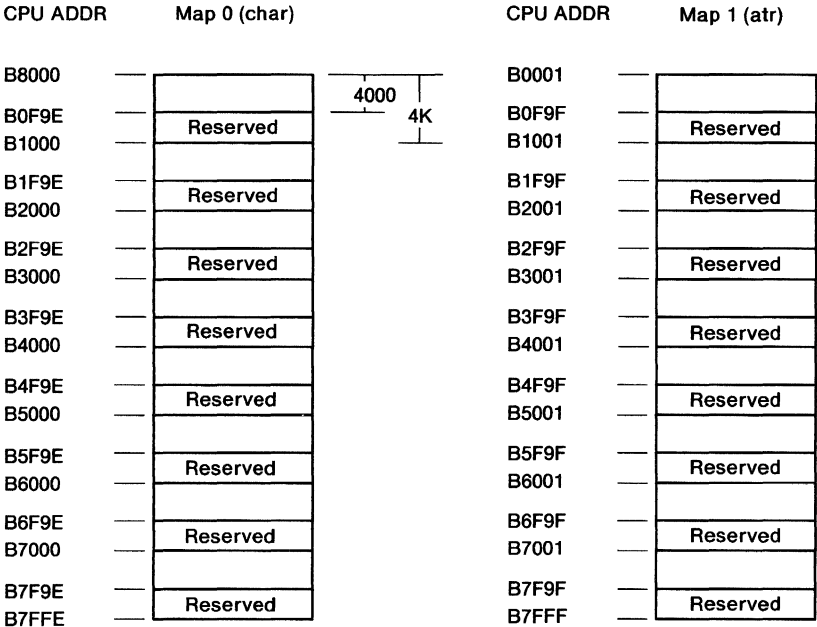 CPU ADDR Map 0 (char) CPU ADDR Map 1 (atr)
B8000 B0001
4000
B0F9E B0F9F
Reserved 4K Reserved
B1000 B1001
B1F9E B1F9F
Reserved Reserved
B2000 B2001
B2F9E B2F9F
Reserved Reserved
B3000 B3001
B3F9E B3F9F
Reserved Reserved
B4000 B4001
B4F9E B4F9F
Reserved Reserved
B5000 B5001
B5F9E B5F9F
Reserved Reserved
B6000 B6001
B6F9E B6F9F
Reserved Reserved
B7000 B7001
B7F9E B7F9F
Reserved Reserved
B7FFE B7FFF